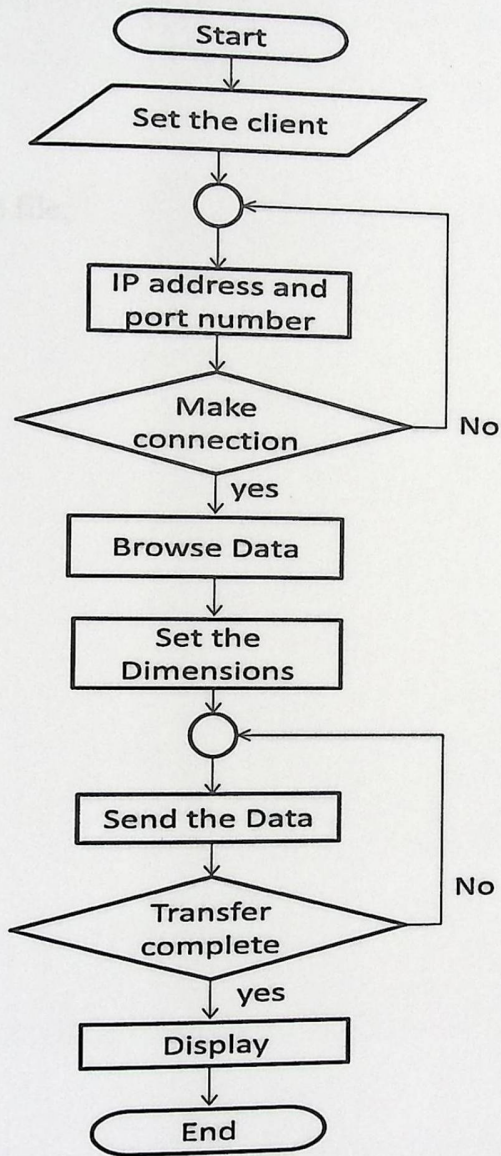 Start
Set the client
file,
IP address and
port number
Make
connection
No
yes
Browse Data
Set the
Dimensions
Send the Data
No
Transfer
complete
yes
Display
End